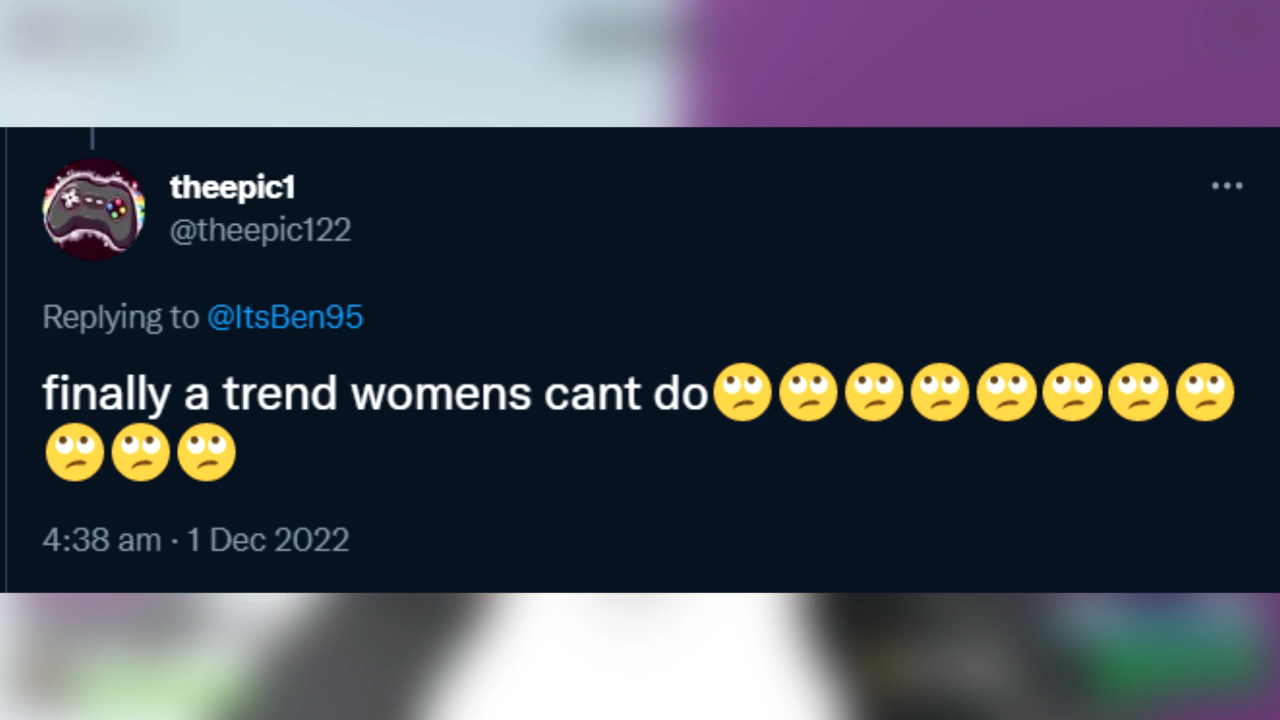 theepic1
@theepic122
Replying to @ItsBen95
finally a trend womens cant do🙄🙄🙄🙄🙄🙄🙄🙄
🙄🙄🙄
4:38 am · 1 Dec 2022